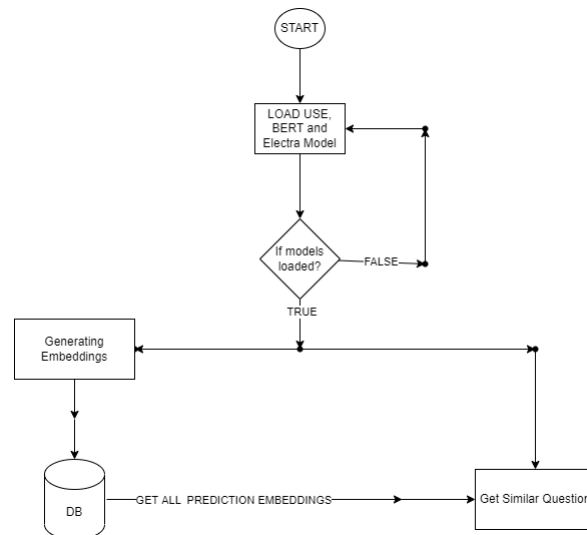 START
LOAD USE,
BERT and
Electra Model
If models
loaded?
FALSE
TRUE
Generating
Embeddings
DB
GET ALL PREDICTION EMBEDDINGS
Get Similar Question